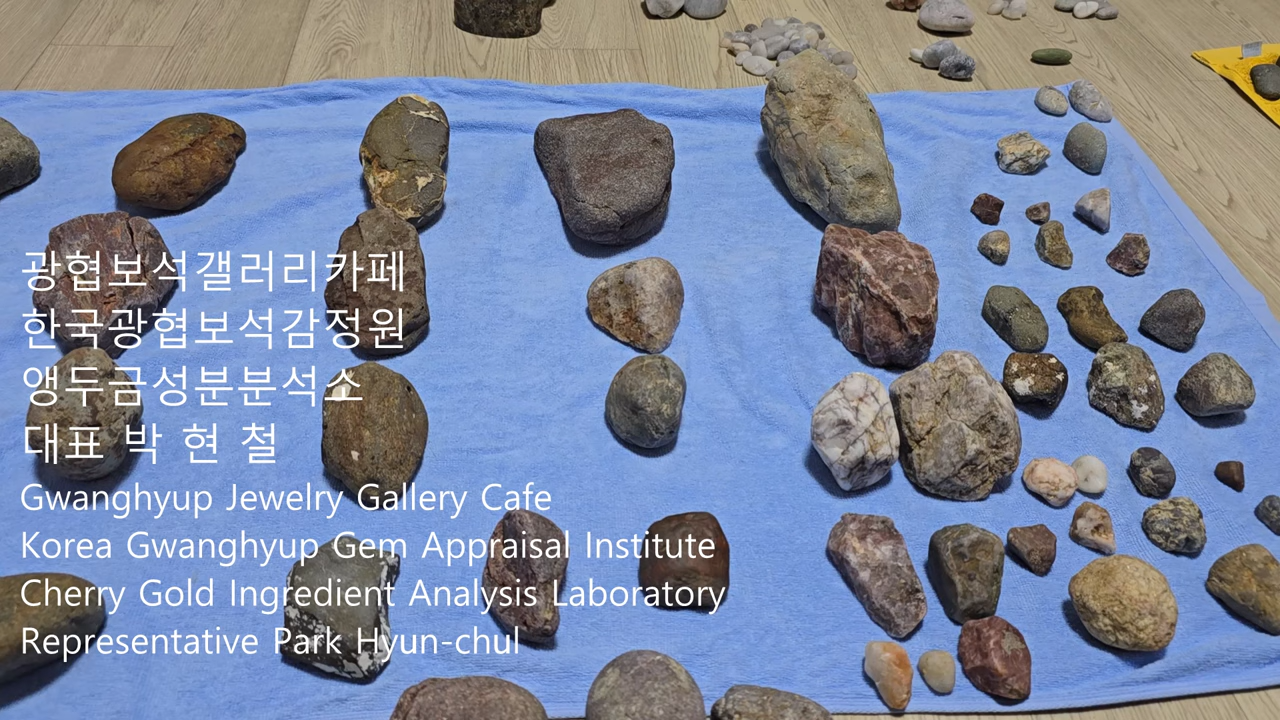 광협보석갤러리카페
한국광협보석감정원
앵두금성분분석소
대표 박 현 철
Gwanghyup Jewelry Gallery Cafe
Korea Gwanghyup Gem Appraisal Institute
Cherry Gold Ingredient Analysis Laboratory
Representative Park Hyun-chul